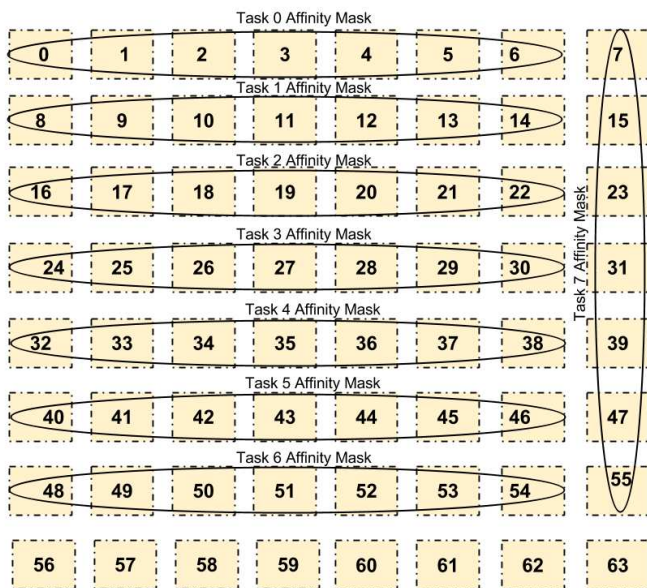 Task 0 Affinity Mask
0 1 2 3 4 5 6 7
Task 1 Affinity Mask
8 9 10 11 12 13 14 15
Task 2 Affinity Mask
16 17 18 19 20 21 22 23
Task 7 Affinity Mask
Task 3 Affinity Mask
24 25 26 27 28 29 30 31
Task 4 Affinity Mask
32 33 34 35 36 37 38 39
Task 5 Affinity Mask
40 41 42 43 44 45 46 47
Task 6 Affinity Mask
48 49 50 51 52 53 54 55
56 57 58 59 60 61 62 63